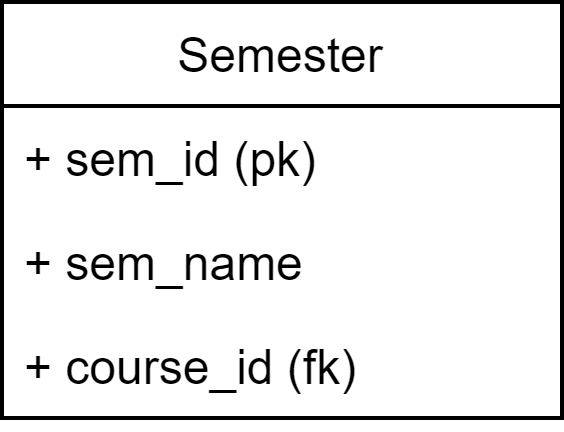 Semester
+ sem_id (pk)
+ sem_name
+ course_id (fk)